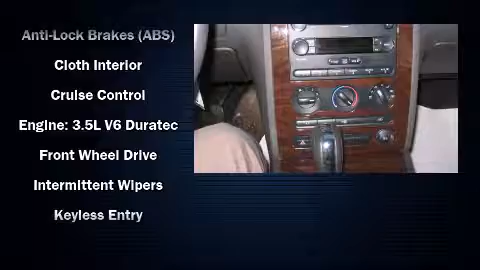 Anti-Lock Brakes (ABS)
Cloth Interior
Cruise Control
Engine: 3.5L V6 Duratec
Front Wheel Drive
Intermittent Wipers
Keyless Entry